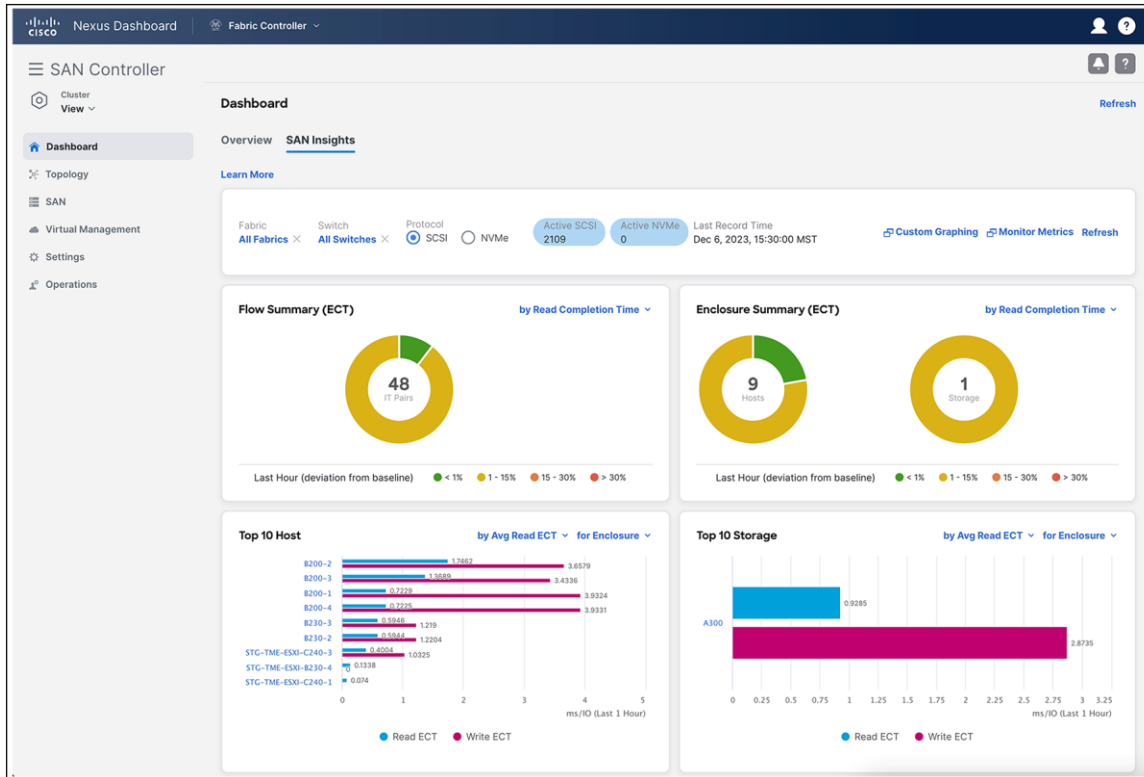 cisco Nexus Dashboard Fabric Controller
?
SAN Controller
?
Cluster
View
Dashboard
Topology
SAN
Virtual Management
Settings
Operations
Dashboard
Refresh
Overview SAN Insights
Learn More
Fabric Switch Protocol Active SCSI Active NVMe Last Record Time
All Fabrics × All Switches × SCSI NVMe 2109 0 Dec 6, 2023, 15:30:00 MST Custom Graphing Monitor Metrics Refresh
Flow Summary (ECT) by Read Completion Time
48
IT Pairs
Last Hour (deviation from baseline) < 1% 1 - 15% 15 - 30% > 30%
Enclosure Summary (ECT) by Read Completion Time
9
Hosts
1
Storage
Last Hour (deviation from baseline) < 1% 1 - 15% 15 - 30% > 30%
Top 10 Host by Avg Read ECT for Enclosure
B200-2 1.7462 3.6579
B200-3 1.3689 3.4336
B200-1 0.7229 3.9324
B200-4 0.7225 3.9331
B230-3 0.5946 1.219
B230-2 0.5944 1.2204
STG-TME-ESXI-C240-3 0.4004 1.0325
STG-TME-ESXI-B230-4 0.1338 0
STG-TME-ESXI-C240-1 0.074
0 1 2 3 4 5
ms/IO (Last 1 Hour)
Read ECT Write ECT
Top 10 Storage by Avg Read ECT for Enclosure
0.9285
A300
2.8735
0 0.25 0.5 0.75 1 1.25 1.5 1.75 2 2.25 2.5 2.75 3 3.25
ms/IO (Last 1 Hour)
Read ECT Write ECT